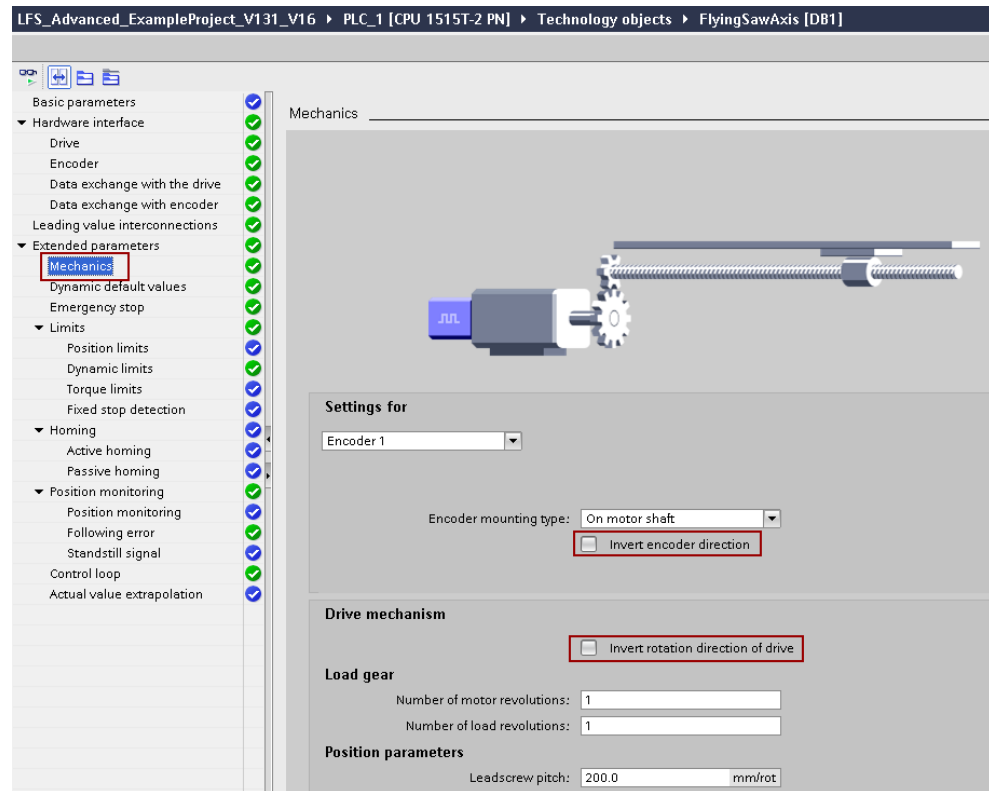 LFS_Advanced_ExampleProject_V131_V16 ▸ PLC_1 [CPU 1515T-2 PN] ▸ Technology objects ▸ FlyingSawAxis [DB1]
Basic parameters
Hardware interface
Drive
Encoder
Data exchange with the drive
Data exchange with encoder
Leading value interconnections
Extended parameters
Mechanics
Dynamic default values
Emergency stop
Limits
Position limits
Dynamic limits
Torque limits
Fixed stop detection
Homing
Active homing
Passive homing
Position monitoring
Position monitoring
Following error
Standstill signal
Control loop
Actual value extrapolation
Mechanics
Settings for
Encoder 1
Encoder mounting type: On motor shaft
Invert encoder direction
Drive mechanism
Invert rotation direction of drive
Load gear
Number of motor revolutions: 1
Number of load revolutions: 1
Position parameters
Leadscrew pitch: 200.0 mm/rot